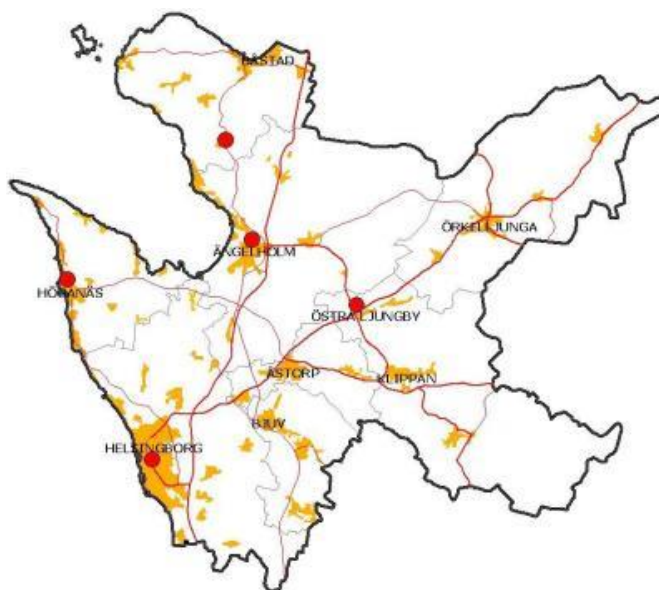 BÅSTAD
ÖRKELLJUNGA
ÄNGELHOLM
HÖGANÄS
ÖSTRA LJUNGBY
ÅSTORP
KLIPPAN
BJUV
HELSINGBORG